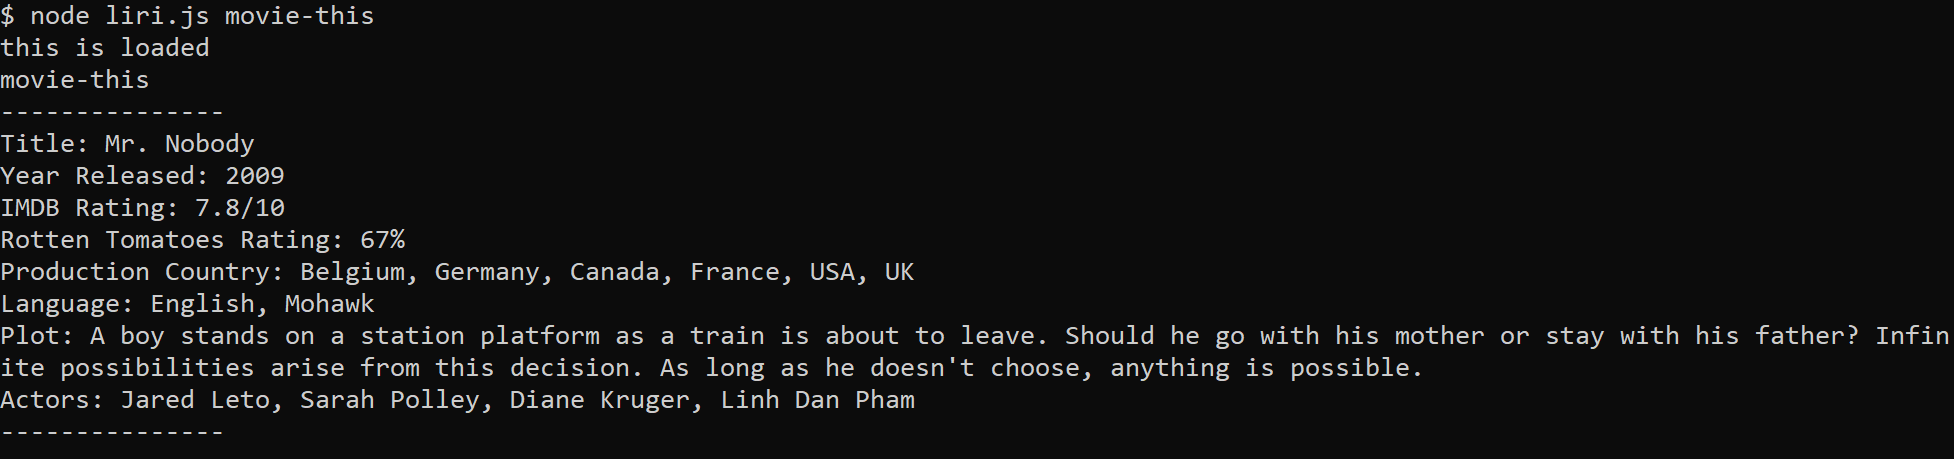 $ node liri.js movie-this
this is loaded
movie-this
---------------
Title: Mr. Nobody
Year Released: 2009
IMDB Rating: 7.8/10
Rotten Tomatoes Rating: 67%
Production Country: Belgium, Germany, Canada, France, USA, UK
Language: English, Mohawk
Plot: A boy stands on a station platform as a train is about to leave. Should he go with his mother or stay with his father? Infin
ite possibilities arise from this decision. As long as he doesn't choose, anything is possible.
Actors: Jared Leto, Sarah Polley, Diane Kruger, Linh Dan Pham
---------------